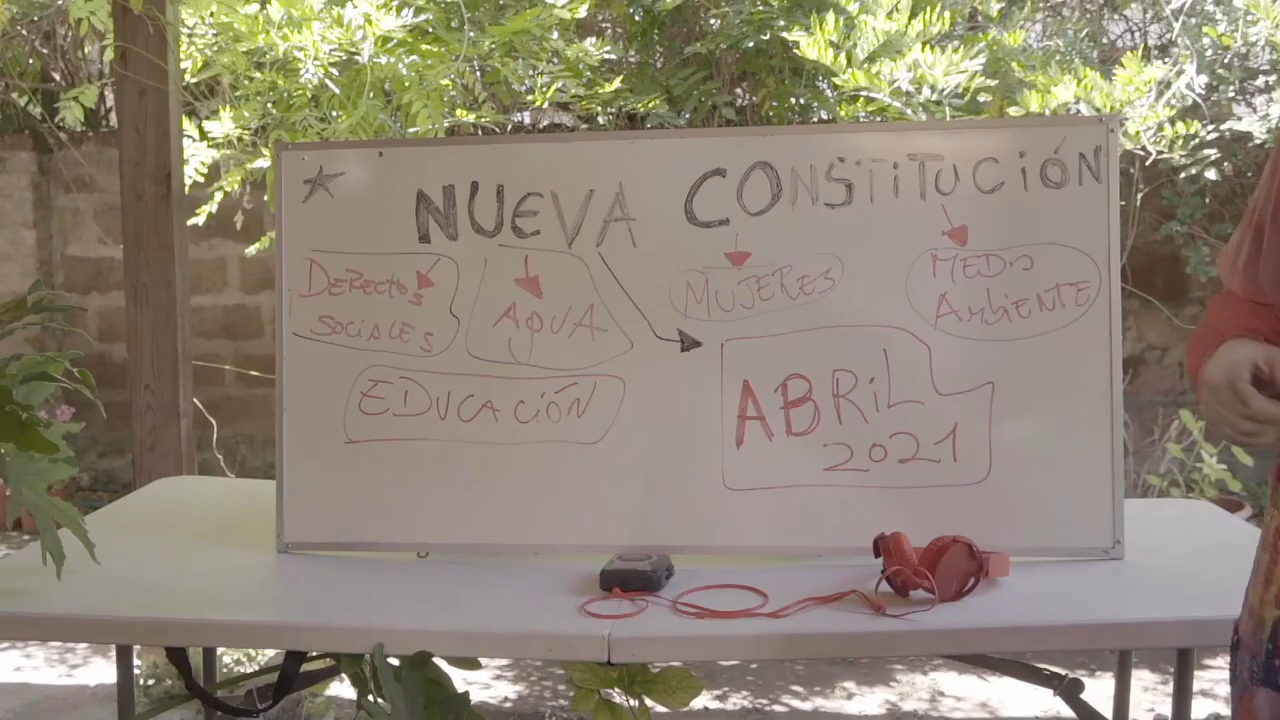 NUEVA CONSTiTUCiÓN
DERECHOS
SOCIALES
AGUA
MUJERES
MEDIO
AMBIENTE
EDUCACIÓN
ABRiL
2021